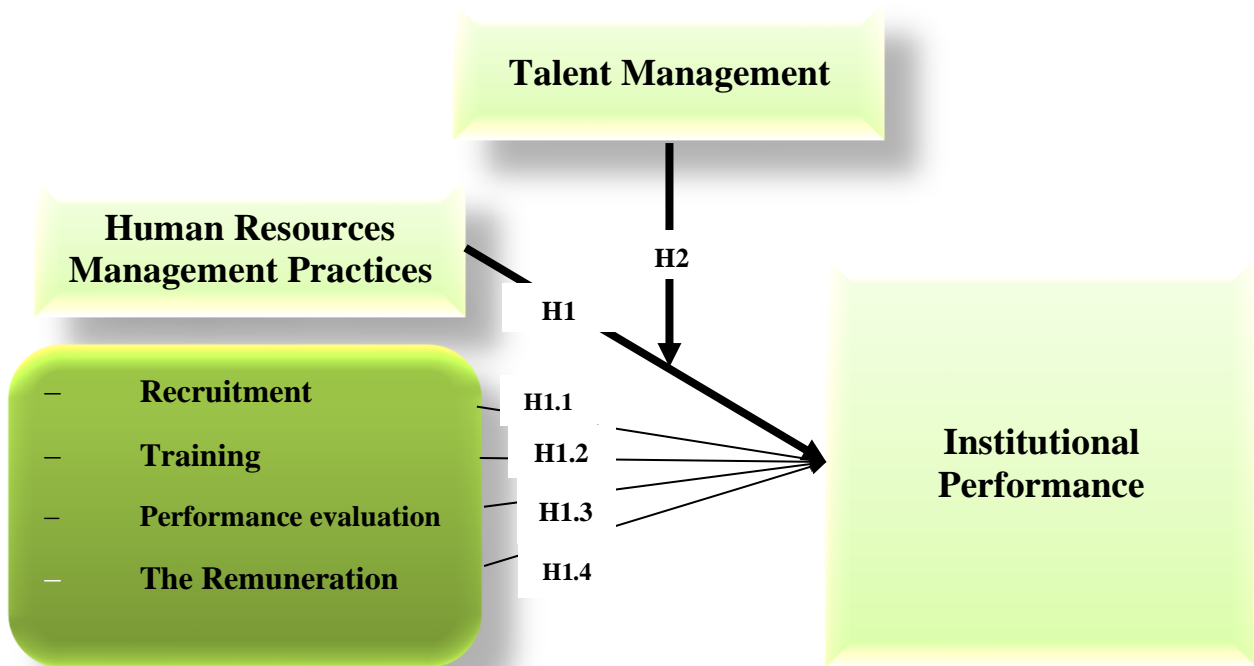 Talent Management
Human Resources
Management Practices
H2
H1
– Recruitment
– Training
– Performance evaluation
– The Remuneration
H1.1
H1.2
H1.3
H1.4
Institutional
Performance